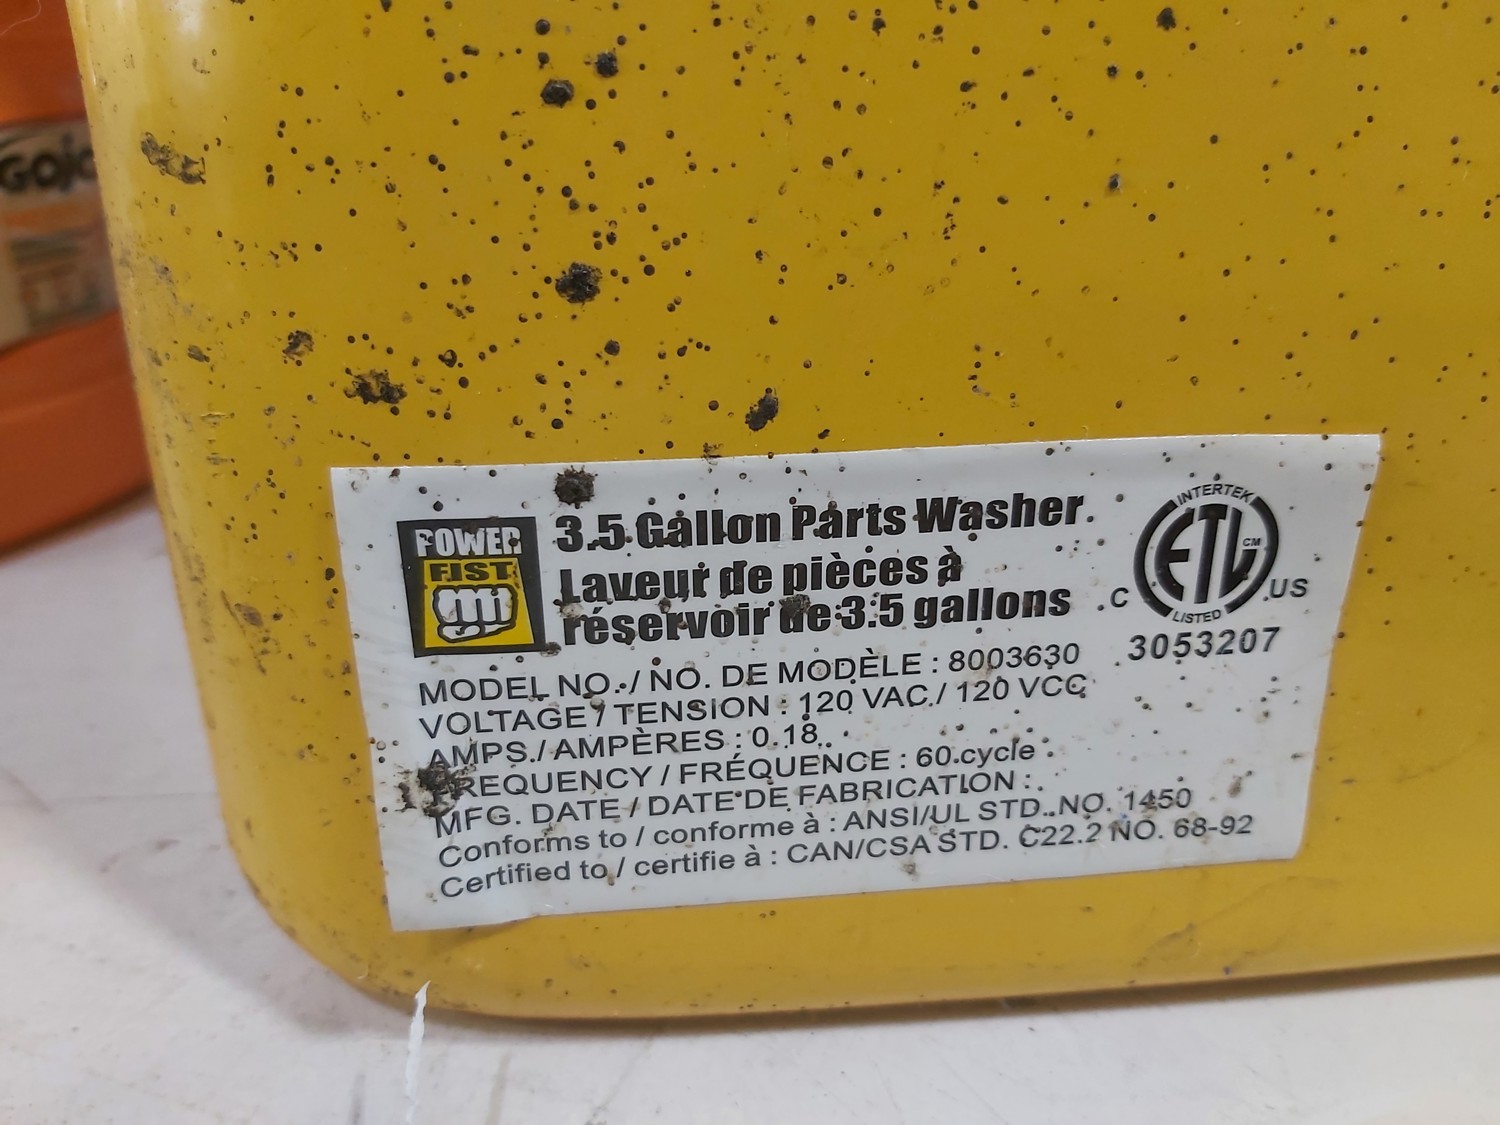 GOJO
POWER
FIST
3.5 Gallon Parts Washer
Laveur de pièces à
réservoir de 3.5 gallons
INTERTEK
ETL CM
C US
LISTED
3053207
MODEL NO. / NO. DE MODÈLE : 8003630
VOLTAGE / TENSION : 120 VAC / 120 VCC
AMPS. / AMPÈRES : 0.18
FREQUENCY / FRÉQUENCE : 60 cycle
MFG. DATE / DATE DE FABRICATION :
Conforms to / conforme à : ANSI/UL STD. NO. 1450
Certified to / certifie à : CAN/CSA STD. C22.2 NO. 68-92